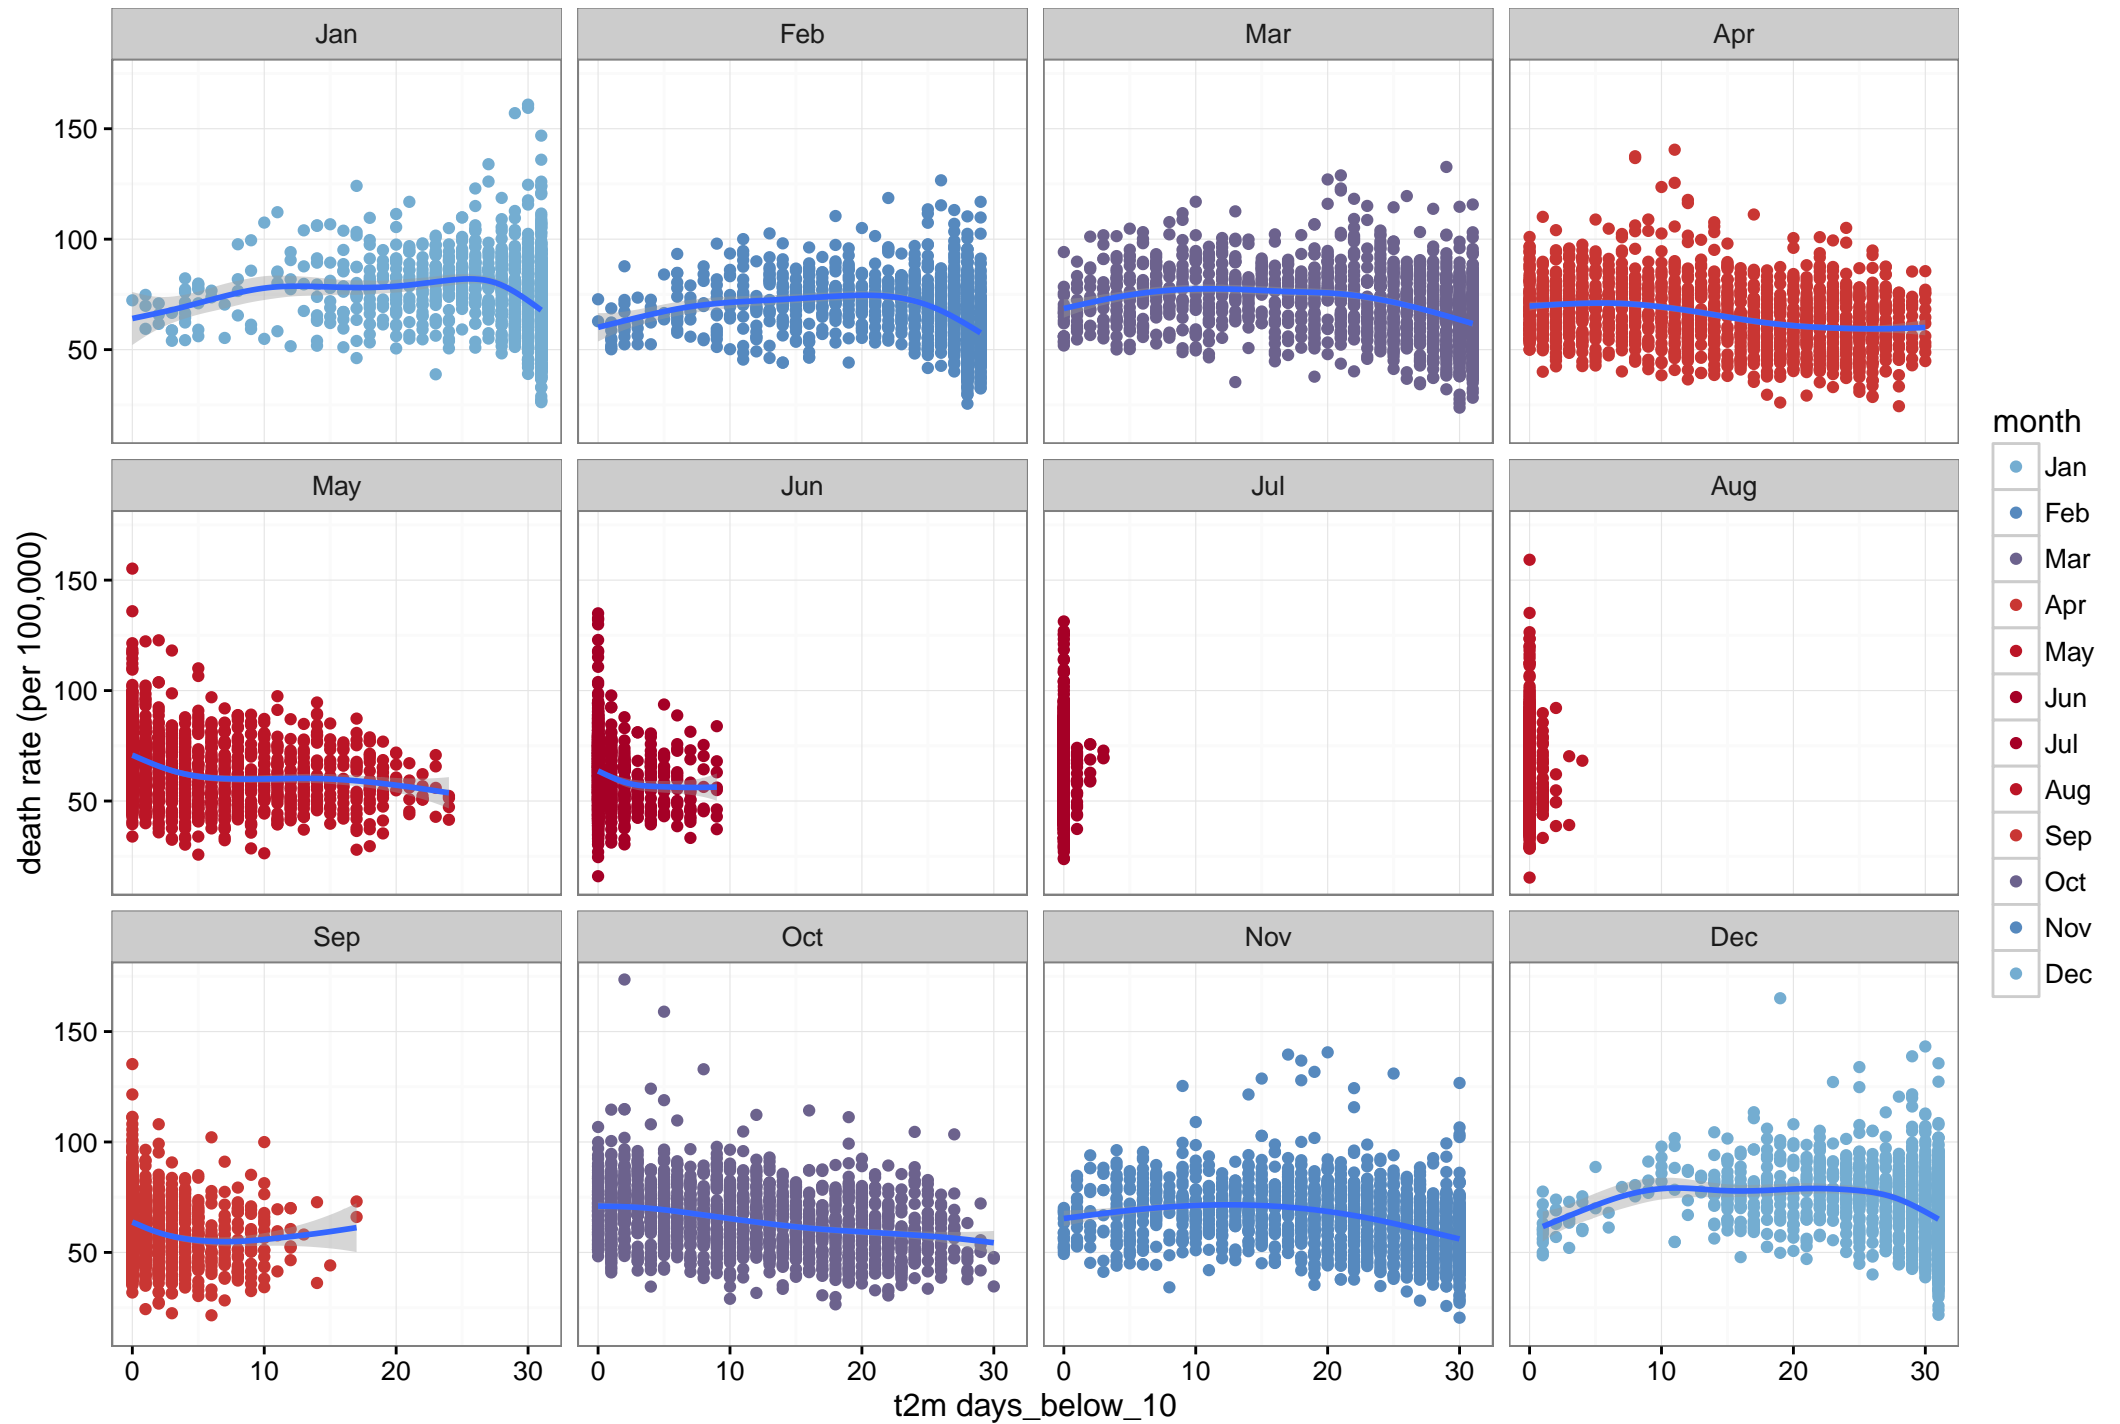 Jan Feb Mar Apr
150
100
50
May Jun Jul Aug
150
100
50
death rate (per 100,000)
Sep Oct Nov Dec
150
100
50
0 10 20 30 0 10 20 30 0 10 20 30 0 10 20 30
t2m days_below_10
month
Jan
Feb
Mar
Apr
May
Jun
Jul
Aug
Sep
Oct
Nov
Dec